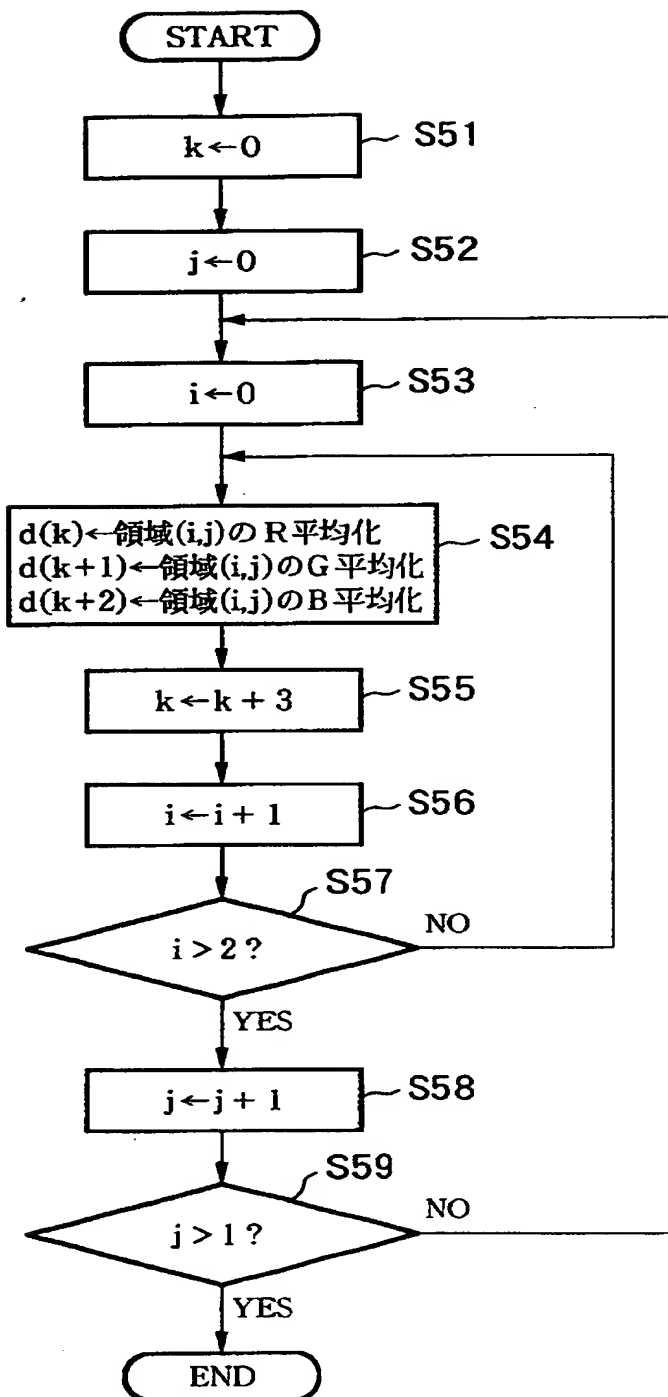 START
k←0
S51
j←0
S52
i←0
S53
d(k)←領域(i,j)のR平均化
d(k+1)←領域(i,j)のG平均化
d(k+2)←領域(i,j)のB平均化
S54
k←k+3
S55
i←i+1
S56
S57
i>2?
NO
YES
j←j+1
S58
S59
j>1?
NO
YES
END